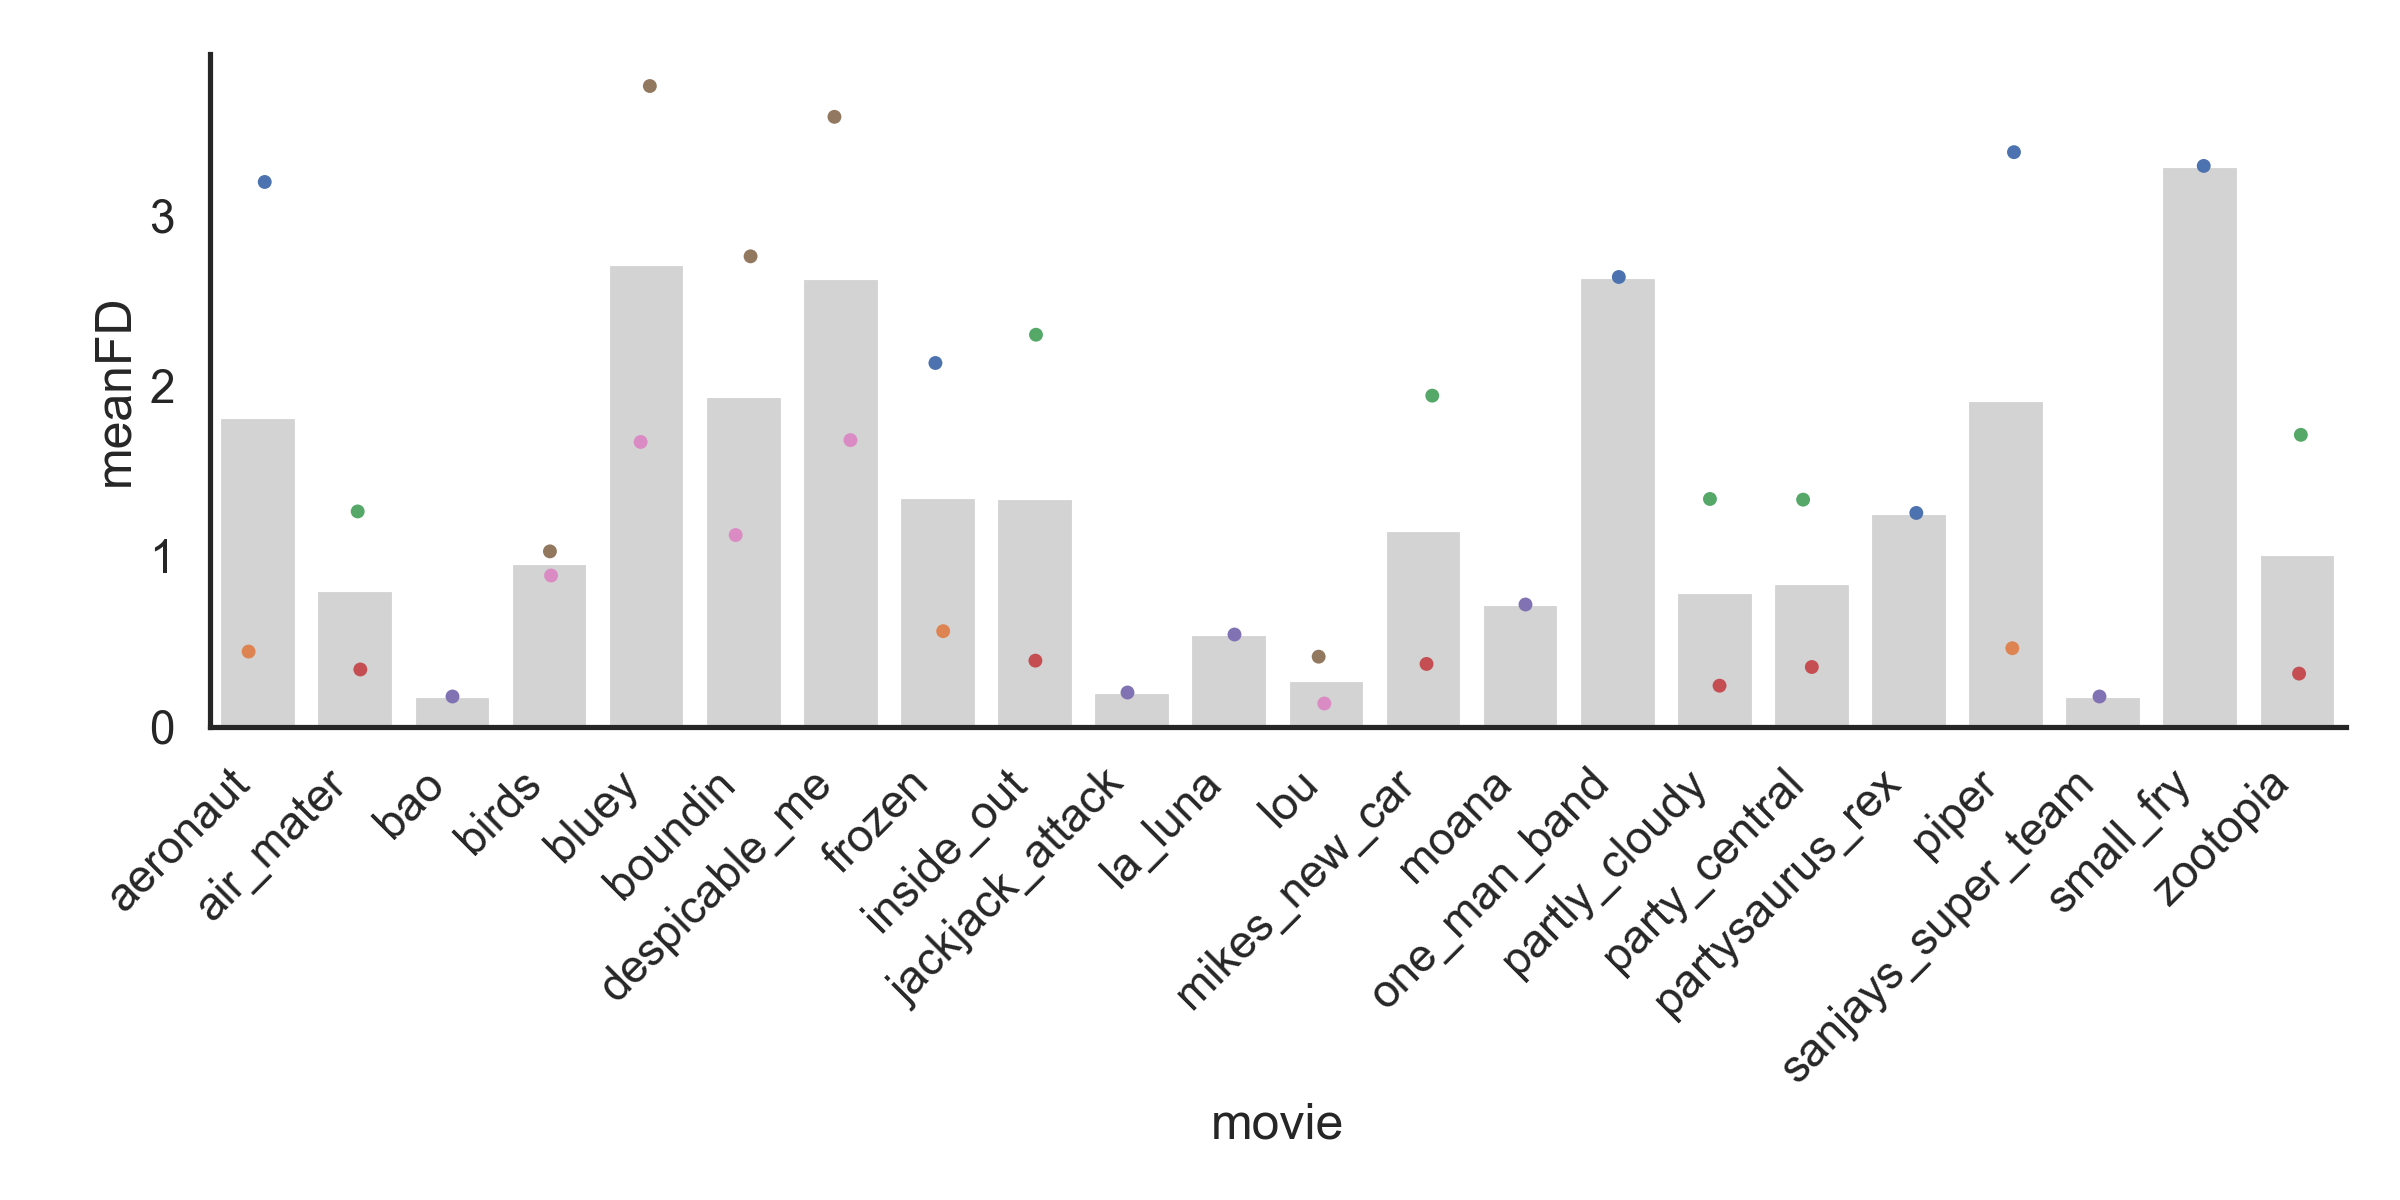 meanFD
3
2
1
0
aeronaut
air_mater
bao
birds
bluey
boundin
despicable_me
frozen
inside_out
jackjack_attack
la_luna
lou
mikes_new_car
moana
one_man_band
partly_cloudy
party_central
partysaurus_rex
piper
sanjays_super_team
small_fry
zootopia
movie